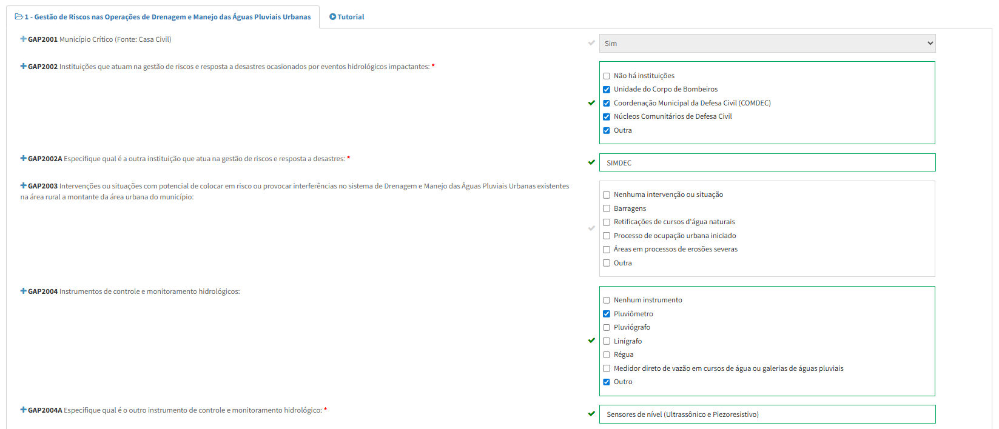 1 - Gestão de Riscos nas Operações de Drenagem e Manejo das Águas Pluviais Urbanas
Tutorial
GAP2001 Município Crítico (Fonte: Casa Civil)
Sim
GAP2002 Instituições que atuam na gestão de riscos e resposta a desastres ocasionados por eventos hidrológicos impactantes: *
Não há instituições
Unidade do Corpo de Bombeiros
Coordenação Municipal da Defesa Civil (COMDEC)
Núcleos Comunitários de Defesa Civil
Outra
GAP2002A Especifique qual é a outra instituição que atua na gestão de riscos e resposta a desastres: *
SIMDEC
GAP2003 Intervenções ou situações com potencial de colocar em risco ou provocar interferências no sistema de Drenagem e Manejo das Águas Pluviais Urbanas existentes
na área rural a montante da área urbana do município:
Nenhuma intervenção ou situação
Barragens
Retificações de cursos d'água naturais
Processo de ocupação urbana iniciado
Áreas em processos de erosões severas
Outra
GAP2004 Instrumentos de controle e monitoramento hidrológicos:
Nenhum instrumento
Pluviômetro
Pluviógrafo
Linígrafo
Régua
Medidor direto de vazão em cursos de água ou galerias de águas pluviais
Outro
GAP2004A Especifique qual é o outro instrumento de controle e monitoramento hidrológico: *
Sensores de nível (Ultrassônico e Piezoresistivo)